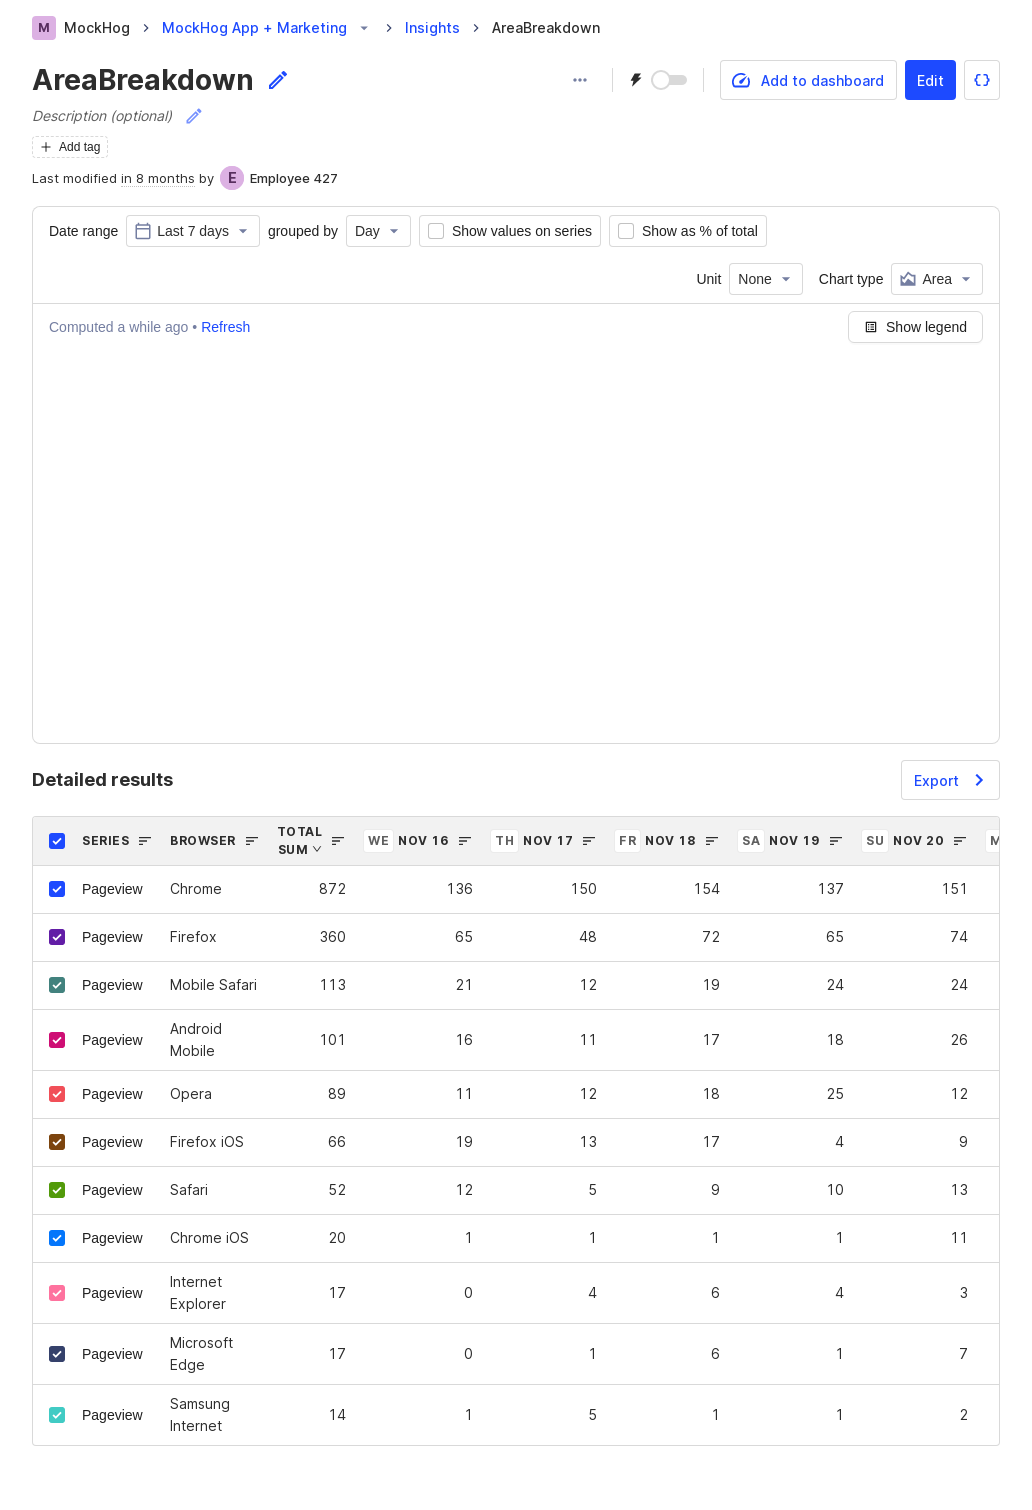 M MockHog MockHog App + Marketing Insights AreaBreakdown
AreaBreakdown
Add to dashboard Edit {}
Description (optional)
Add tag
Last modified in 8 months by E Employee 427
Date range Last 7 days grouped by Day Show values on series Show as % of total
Unit None Chart type Area
Computed a while ago • Refresh
Show legend
Detailed results
Export
SERIES BROWSER TOTAL SUM WE NOV 16 TH NOV 17 FR NOV 18 SA NOV 19 SU NOV 20 M
Pageview Chrome 872 136 150 154 137 151
Pageview Firefox 360 65 48 72 65 74
Pageview Mobile Safari 113 21 12 19 24 24
Pageview Android Mobile 101 16 11 17 18 26
Pageview Opera 89 11 12 18 25 12
Pageview Firefox iOS 66 19 13 17 4 9
Pageview Safari 52 12 5 9 10 13
Pageview Chrome iOS 20 1 1 1 1 11
Pageview Internet Explorer 17 0 4 6 4 3
Pageview Microsoft Edge 17 0 1 6 1 7
Pageview Samsung Internet 14 1 5 1 1 2